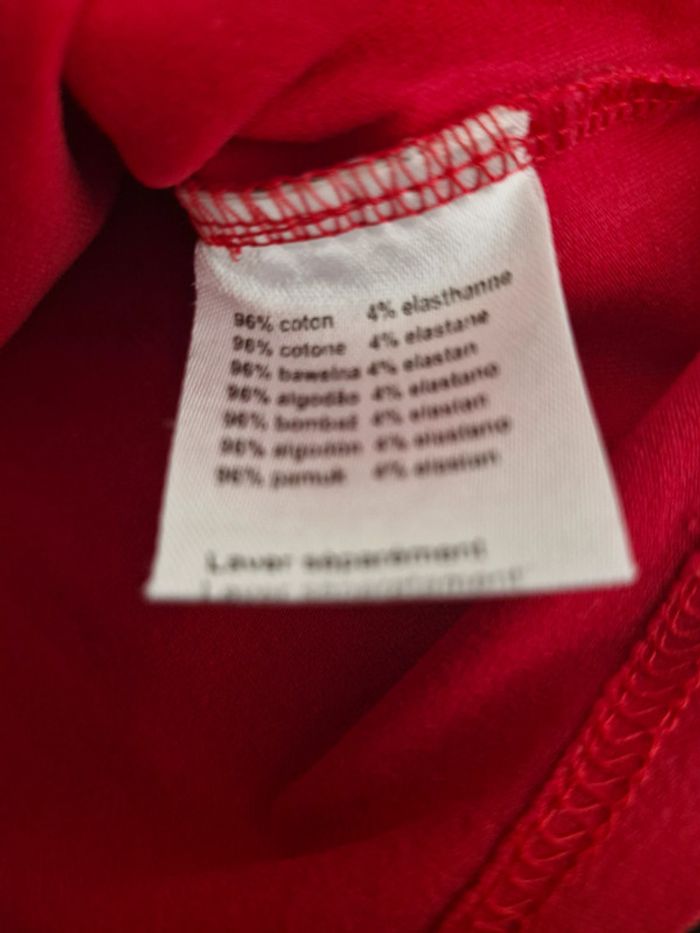 96% coton 4% elasthanne
96% cotone 4% elastane
96% bawelna 4% elastan
96% algodão 4% elastano
96% bombad 4% elastan
96% algodón 4% elastano
96% pamuk 4% elastan
Laver séparément